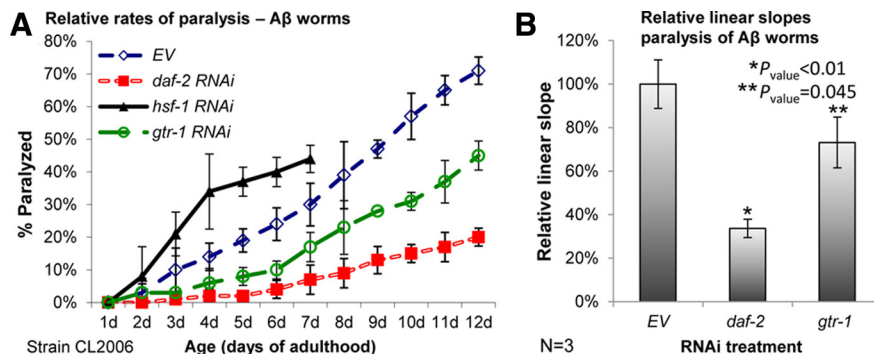 A
Relative rates of paralysis – Aβ worms
80%
70%
60%
50%
40%
30%
20%
10%
0%
% Paralyzed
EV
daf-2 RNAi
hsf-1 RNAi
gtr-1 RNAi
1d 2d 3d 4d 5d 6d 7d 8d 9d 10d 11d 12d
Strain CL2006
Age (days of adulthood)
B
Relative linear slopes
paralysis of Aβ worms
120%
100%
80%
60%
40%
20%
0%
Relative linear slope
*Pvalue<0.01
**Pvalue=0.045
**
*
EV daf-2 gtr-1
N=3
RNAi treatment